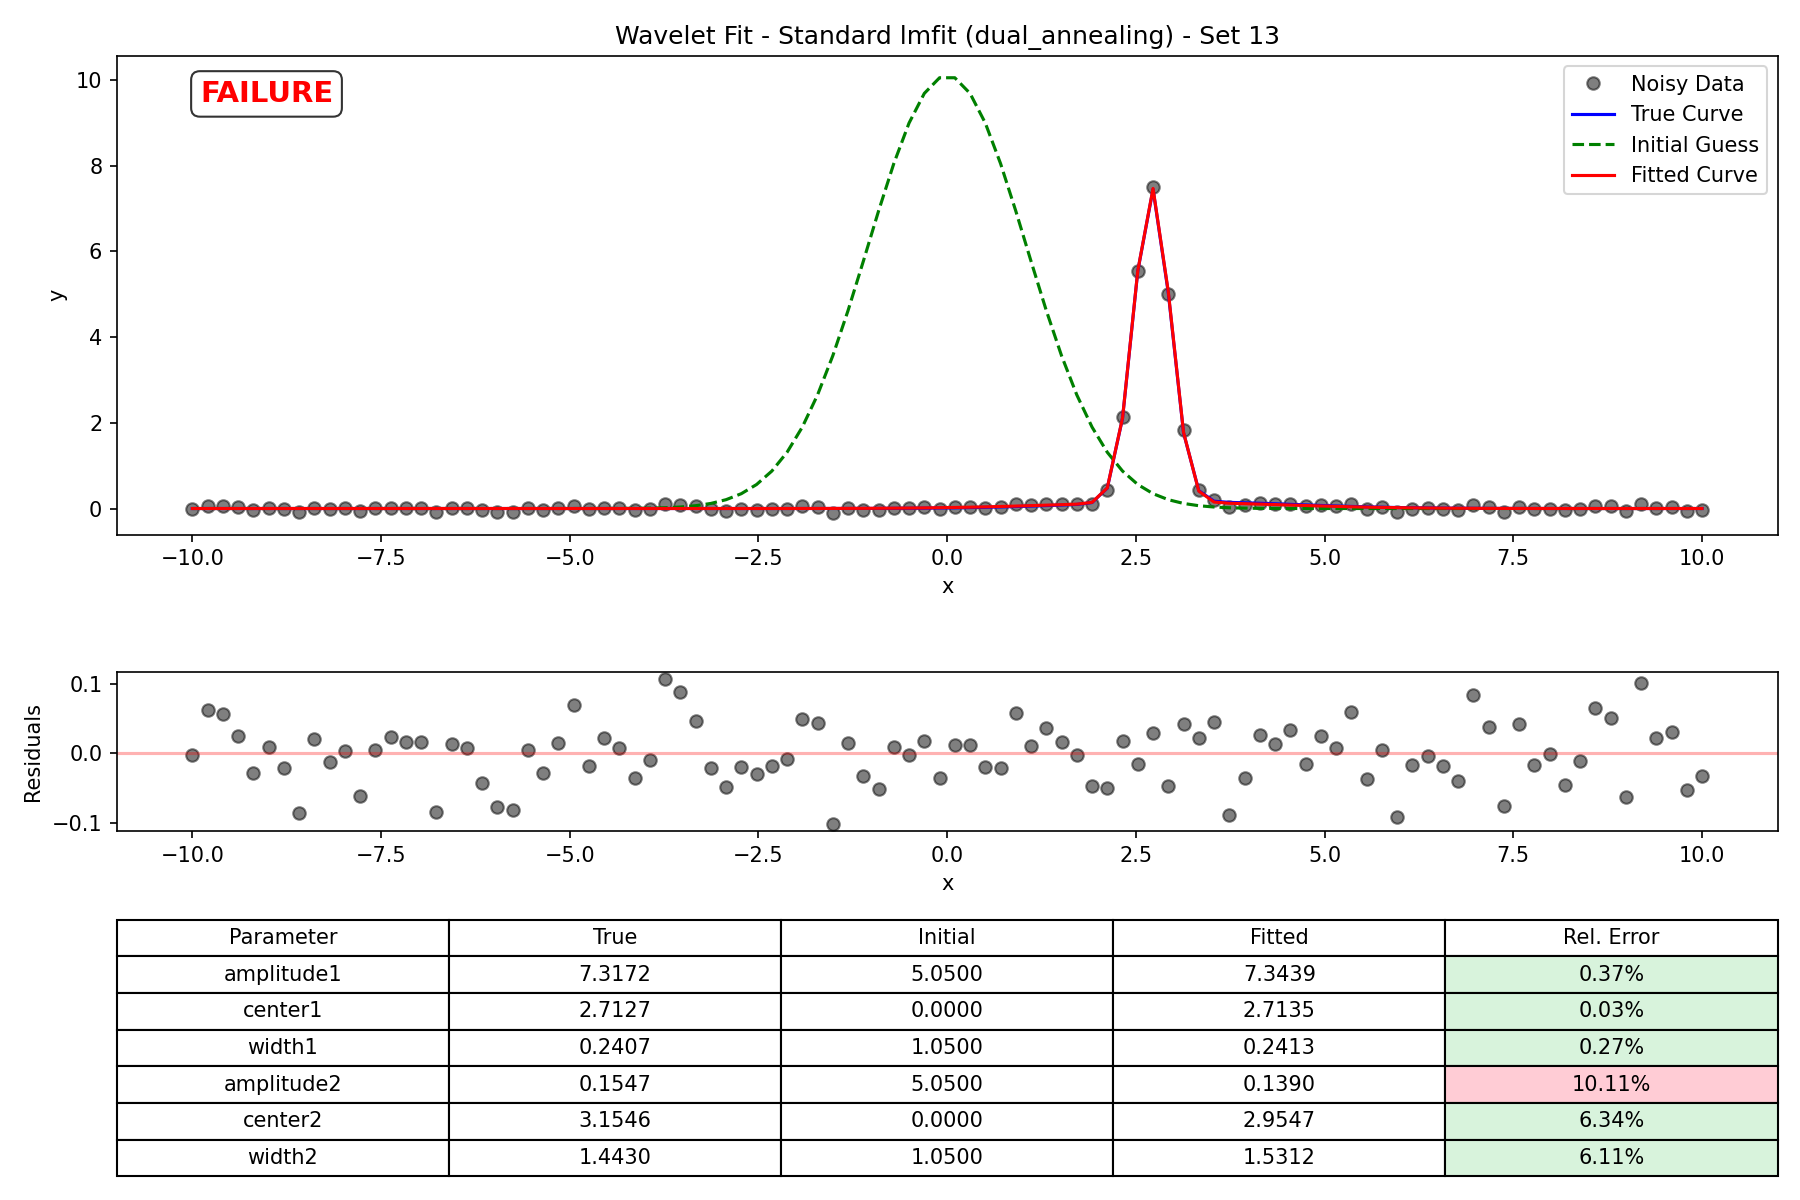 Wavelet Fit - Standard lmfit (dual_annealing) - Set 13
FAILURE
Noisy Data
True Curve
Initial Guess
Fitted Curve
y
10
8
6
4
2
0
−10.0 −7.5 −5.0 −2.5 0.0 2.5 5.0 7.5 10.0
x
Residuals
0.1
0.0
−0.1
−10.0 −7.5 −5.0 −2.5 0.0 2.5 5.0 7.5 10.0
x
Parameter True Initial Fitted Rel. Error
amplitude1 7.3172 5.0500 7.3439 0.37%
center1 2.7127 0.0000 2.7135 0.03%
width1 0.2407 1.0500 0.2413 0.27%
amplitude2 0.1547 5.0500 0.1390 10.11%
center2 3.1546 0.0000 2.9547 6.34%
width2 1.4430 1.0500 1.5312 6.11%